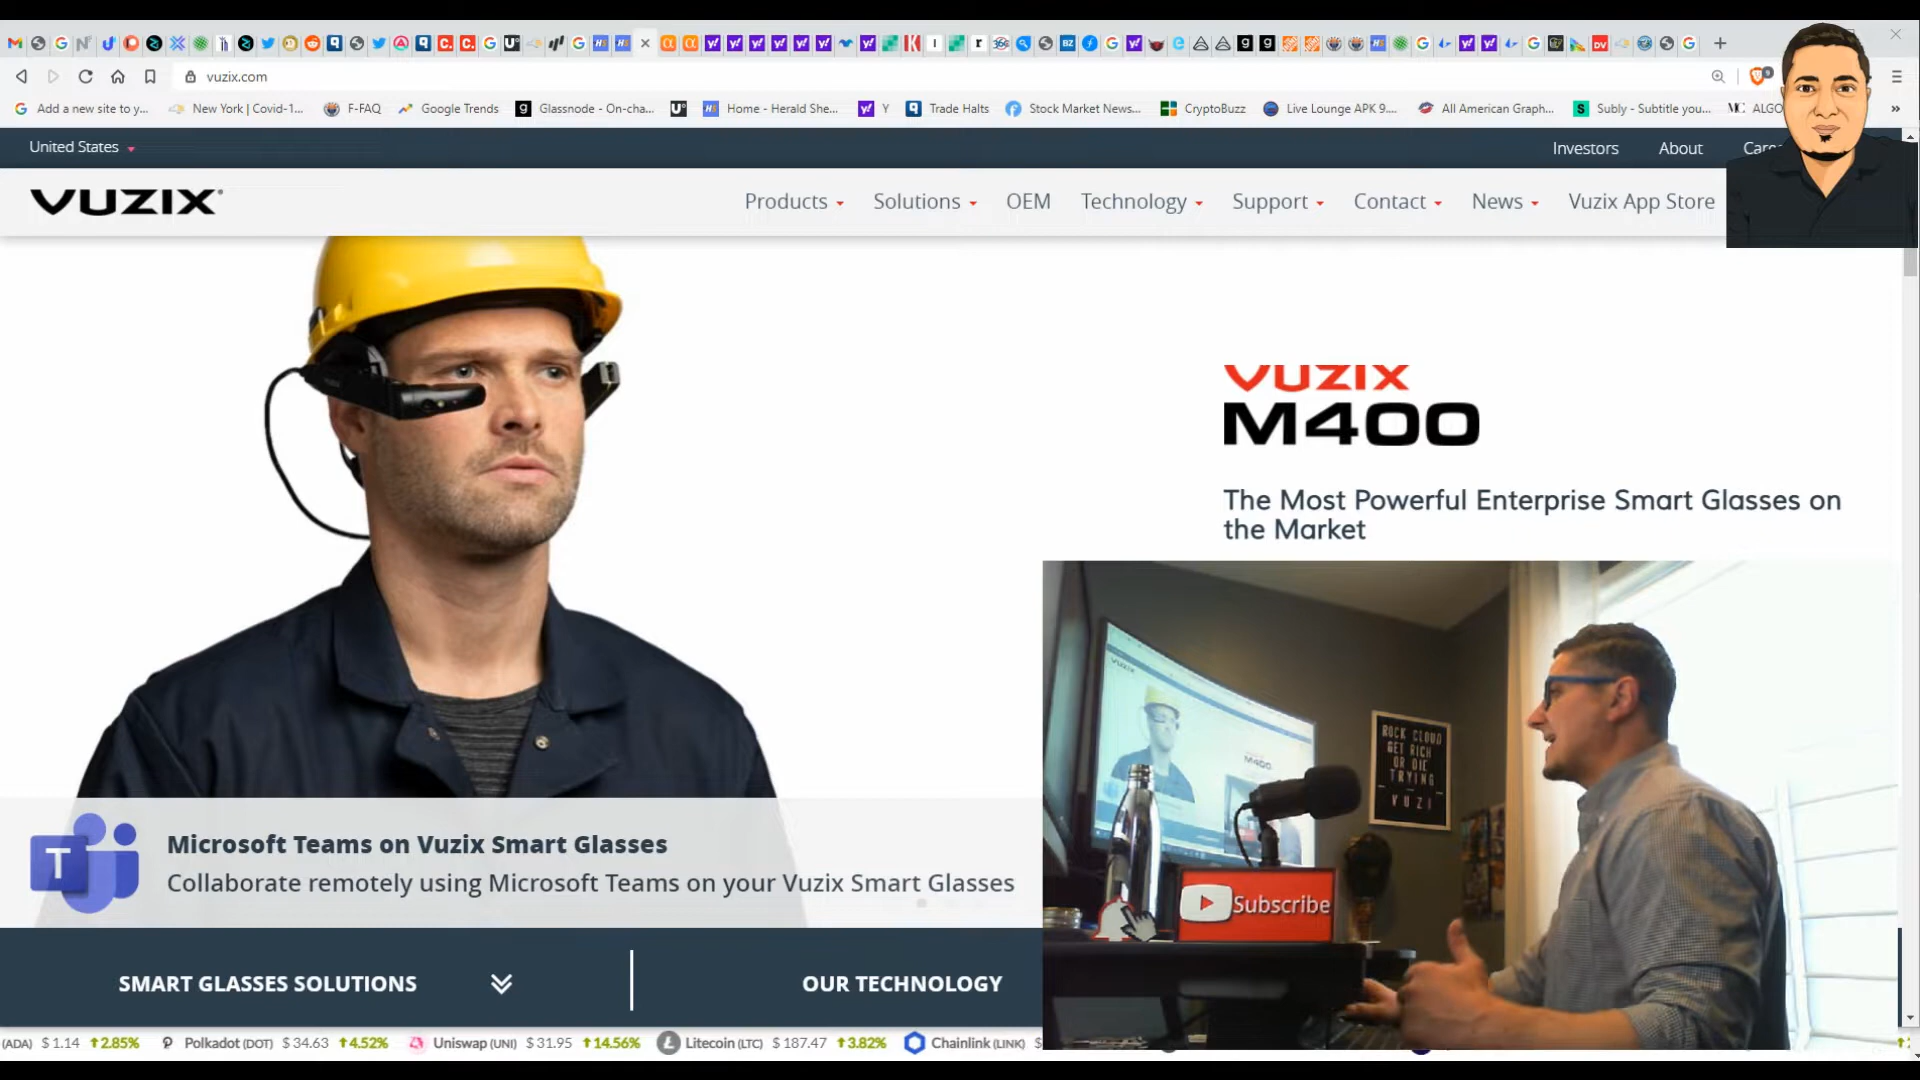 vuzix.com
Add a new site to y...
New York | Covid-1...
F-FAQ
Google Trends
Glassnode - On-cha...
Home - Herald She...
Y
Trade Halts
Stock Market News...
CryptoBuzz
Live Lounge APK 9....
All American Graph...
Subly - Subtitle you...
ALGO
United States
Investors
About
Care
VUZIX
Products
Solutions
OEM
Technology
Support
Contact
News
Vuzix App Store
VUZIX
M400
The Most Powerful Enterprise Smart Glasses on
the Market
ROCK CLOUD
GET RICH
OR DIE
TRYING
VUZI
M400
Subscribe
T
Microsoft Teams on Vuzix Smart Glasses
Collaborate remotely using Microsoft Teams on your Vuzix Smart Glasses
SMART GLASSES SOLUTIONS
OUR TECHNOLOGY
(ADA) $ 1.14 2.85% Polkadot (DOT) $ 34.63 4.52% Uniswap (UNI) $ 31.95 14.56% Litecoin (LTC) $ 187.47 3.82% Chainlink (LINK) $